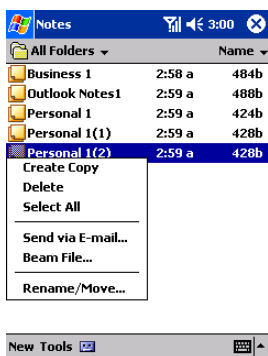 Notes 3:00
All Folders Name
Business 1 2:58 a 484b
Outlook Notes1 2:59 a 488b
Personal 1 2:59 a 424b
Personal 1(1) 2:59 a 428b
Personal 1(2) 2:59 a 428b
Create Copy
Delete
Select All
Send via E-mail...
Beam File...
Rename/Move...
New Tools